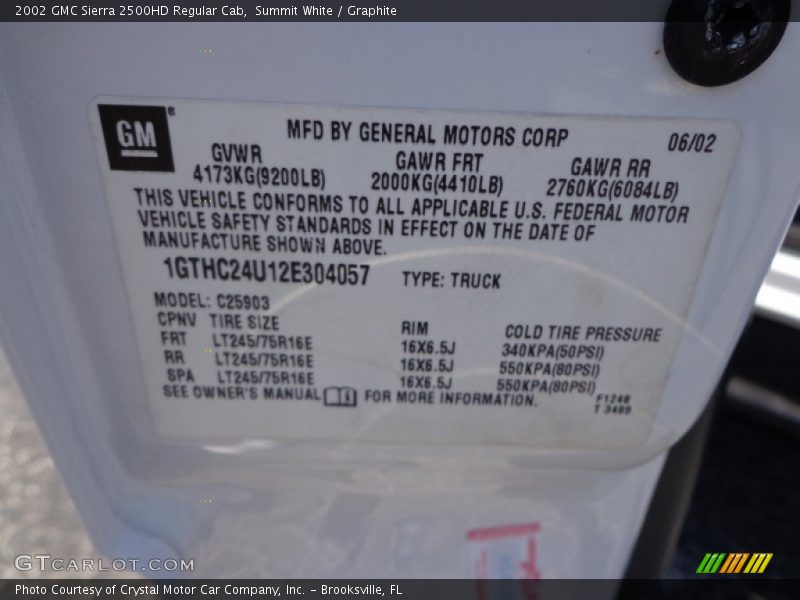 2002 GMC Sierra 2500HD Regular Cab,  Summit White / Graphite
GM®
MFD BY GENERAL MOTORS CORP 06/02
GVWR GAWR FRT GAWR RR
4173KG(9200LB) 2000KG(4410LB) 2760KG(6084LB)
THIS VEHICLE CONFORMS TO ALL APPLICABLE U.S. FEDERAL MOTOR
VEHICLE SAFETY STANDARDS IN EFFECT ON THE DATE OF
MANUFACTURE SHOWN ABOVE.
1GTHC24U12E304057 TYPE: TRUCK
MODEL: C25903
CPNV TIRE SIZE RIM COLD TIRE PRESSURE
FRT LT245/75R16E 16X6.5J 340KPA(50PSI)
RR LT245/75R16E 16X6.5J 550KPA(80PSI)
SPA LT245/75R16E 16X6.5J 550KPA(80PSI)
SEE OWNER'S MANUAL FOR MORE INFORMATION.
F1248
T 3489
GTCARLOT.COM
Photo Courtesy of Crystal Motor Car Company, Inc. – Brooksville, FL